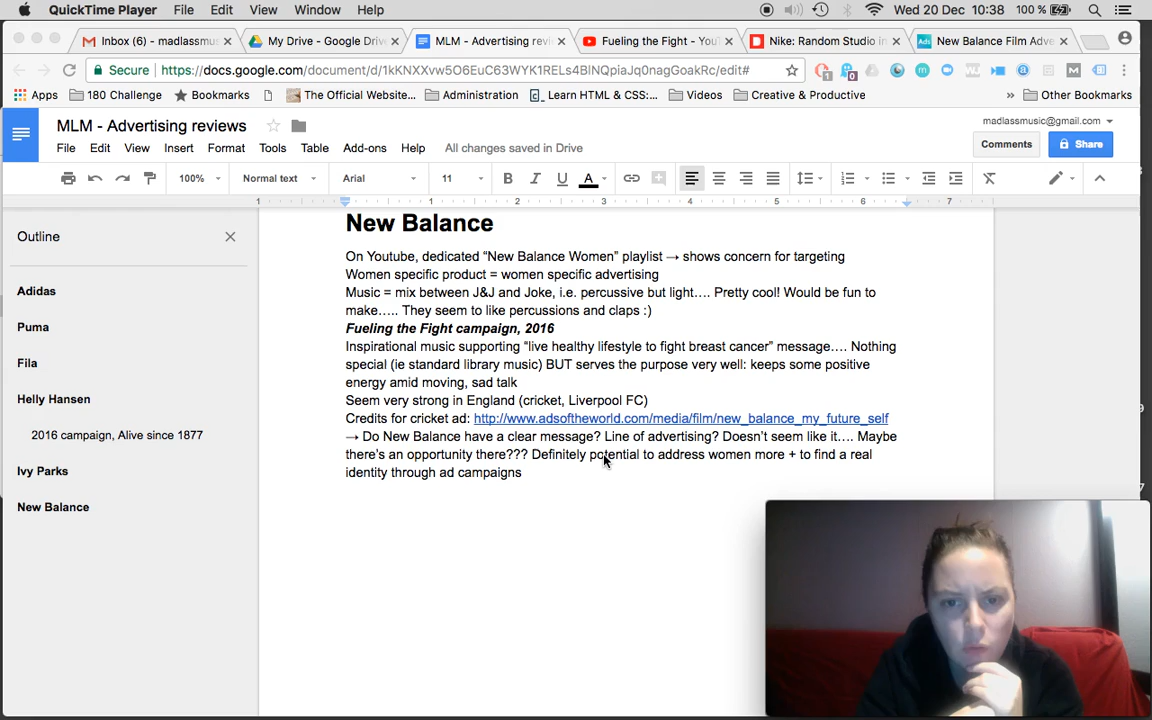 QuickTime Player File Edit View Window Help Wed 20 Dec 10:38 100 %
Inbox (6) - madlassmus My Drive - Google Driv MLM - Advertising revi Fueling the Fight - You Nike: Random Studio in New Balance Film Adve
Secure https://docs.google.com/document/d/1kKNXXvw5O6EuC63WYK1RELs4BlNQpiaJq0nagGoakRc/edit#
Apps 180 Challenge Bookmarks The Official Website... Administration Learn HTML & CSS:... Videos Creative & Productive » Other Bookmarks
MLM - Advertising reviews
madlassmusic@gmail.com
File Edit View Insert Format Tools Table Add-ons Help All changes saved in Drive
Comments Share
100% Normal text Arial 11
1 1 2 3 4 5 6 7
Outline
Adidas
Puma
Fila
Helly Hansen
2016 campaign, Alive since 1877
Ivy Parks
New Balance
New Balance
On Youtube, dedicated “New Balance Women” playlist → shows concern for targeting
Women specific product = women specific advertising
Music = mix between J&J and Joke, i.e. percussive but light…. Pretty cool! Would be fun to
make….. They seem to like percussions and claps :)
Fueling the Fight campaign, 2016
Inspirational music supporting “live healthy lifestyle to fight breast cancer” message…. Nothing
special (ie standard library music) BUT serves the purpose very well: keeps some positive
energy amid moving, sad talk
Seem very strong in England (cricket, Liverpool FC)
Credits for cricket ad: http://www.adsoftheworld.com/media/film/new_balance_my_future_self
→ Do New Balance have a clear message? Line of advertising? Doesn’t seem like it…. Maybe
there’s an opportunity there??? Definitely potential to address women more + to find a real
identity through ad campaigns